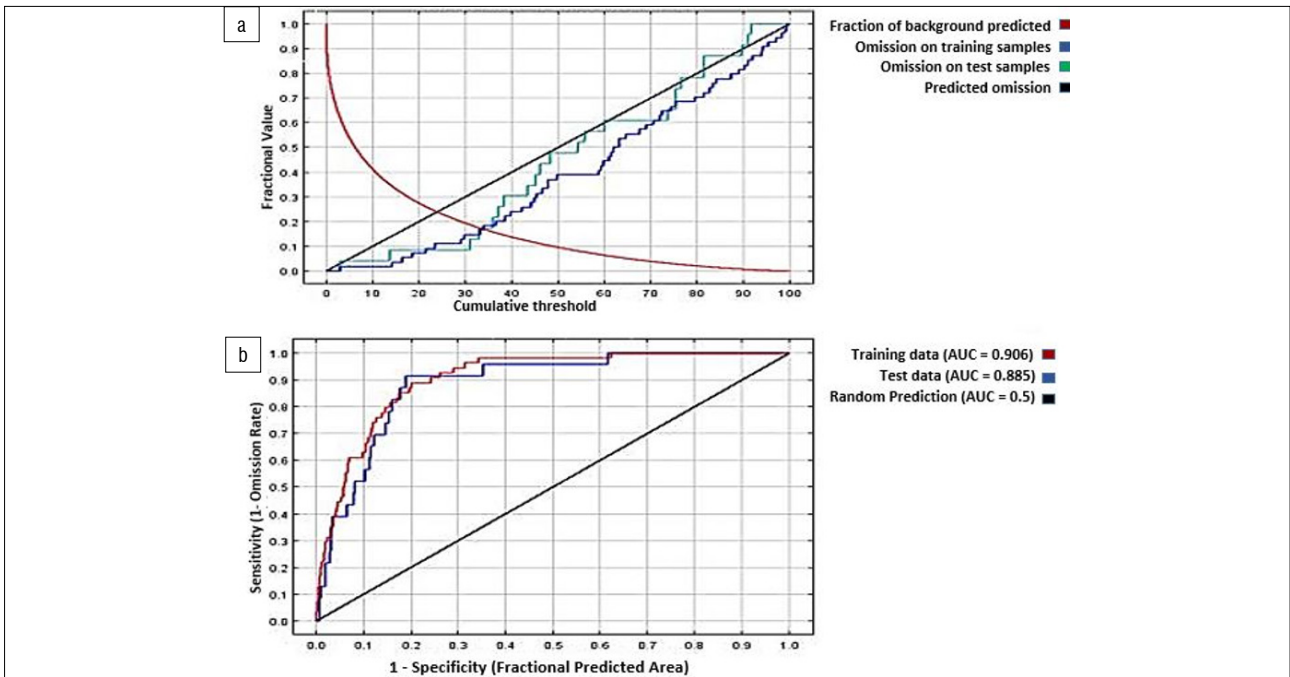 a
Fraction of background predicted
Omission on training samples
Omission on test samples
Predicted omission
Fractional Value
1.0
0.9
0.8
0.7
0.6
0.5
0.4
0.3
0.2
0.1
0.0
0 10 20 30 40 50 60 70 80 90 100
Cumulative threshold
b
Training data (AUC = 0.906)
Test data (AUC = 0.885)
Random Prediction (AUC = 0.5)
Sensitivity (1- Omission Rate)
1.0
0.9
0.8
0.7
0.6
0.5
0.4
0.3
0.2
0.1
0.0
0.0 0.1 0.2 0.3 0.4 0.5 0.6 0.7 0.8 0.9 1.0
1 - Specificity (Fractional Predicted Area)